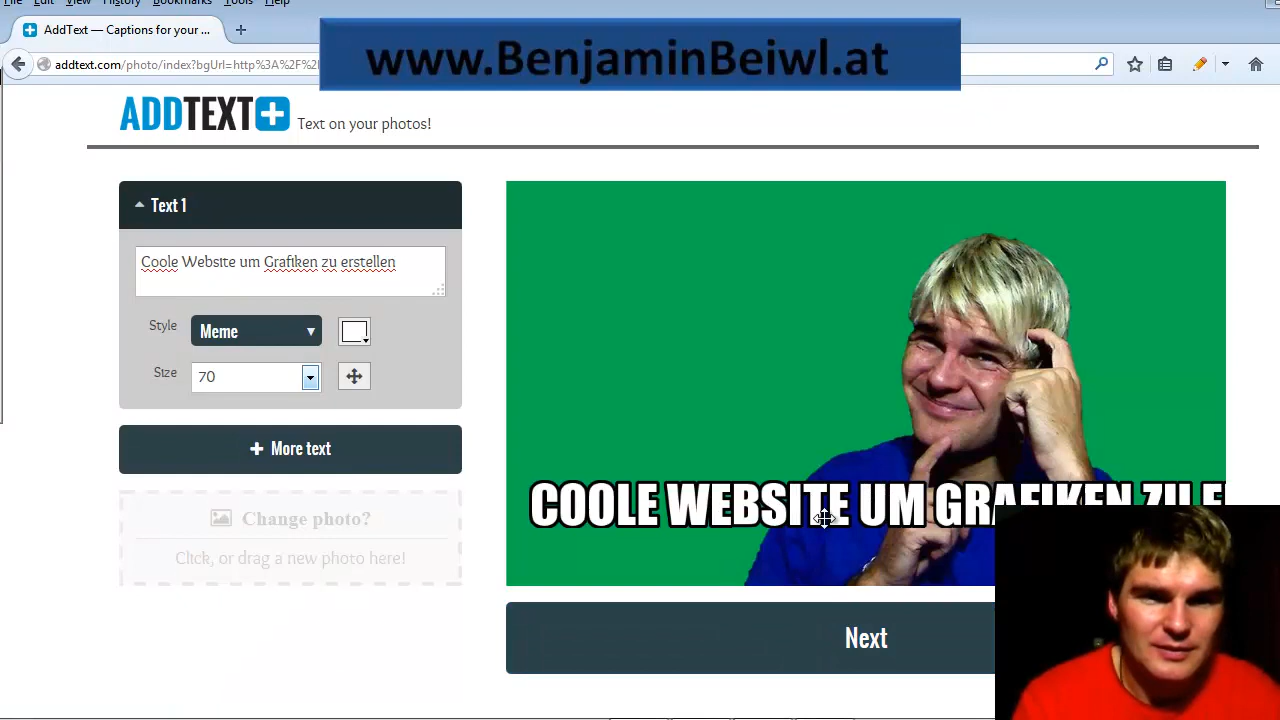 File Edit View History Bookmarks Tools Help
AddText — Captions for your ...
www.BenjaminBeiwl.at
addtext.com/photo/index?bgUrl=http%3A%2F%2F
ADDTEXT+ Text on your photos!
Text 1
Coole Website um Grafiken zu erstellen
Style Meme
Size 70
+ More text
Change photo?
Click, or drag a new photo here!
COOLE WEBSITE UM GRAFIKEN ZU
Next